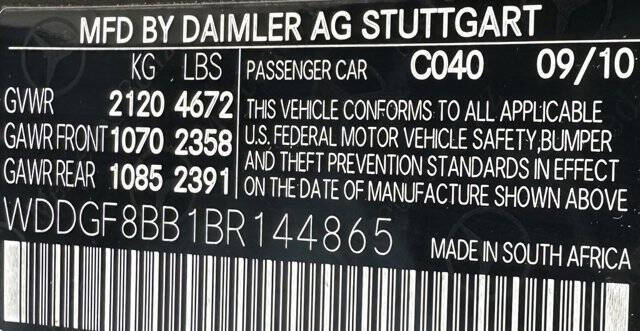 MFD BY DAIMLER AG STUTTGART
KG LBS
GVWR 2120 4672
GAWR FRONT 1070 2358
GAWR REAR 1085 2391
PASSENGER CAR C040 09/10
THIS VEHICLE CONFORMS TO ALL APPLICABLE
U.S. FEDERAL MOTOR VEHICLE SAFETY,BUMPER
AND THEFT PREVENTION STANDARDS IN EFFECT
ON THE DATE OF MANUFACTURE SHOWN ABOVE
WDDGF8BB1BR144865
MADE IN SOUTH AFRICA